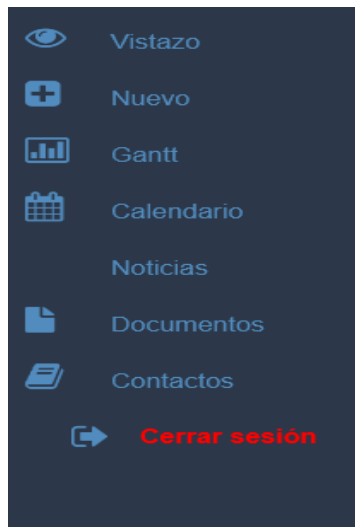 Vistazo
Nuevo
Gantt
Calendario
Noticias
Documentos
Contactos
Cerrar sesión